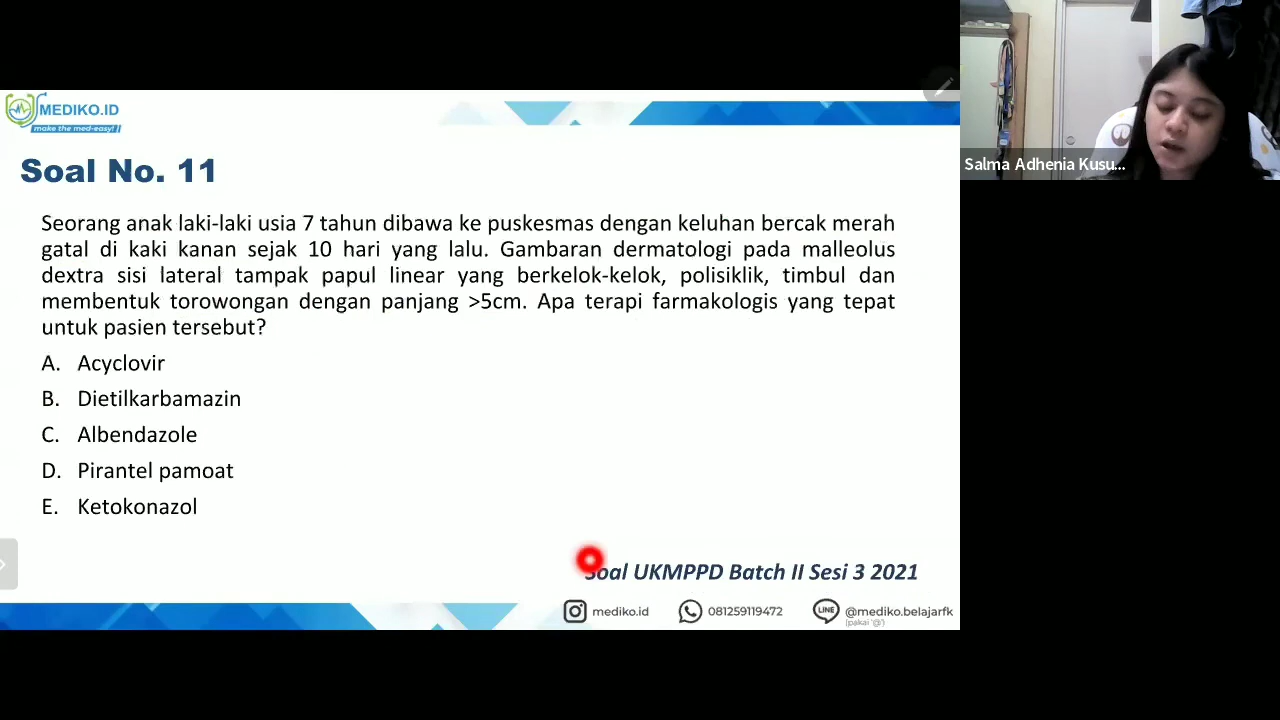 MEDIKO.ID
make the med-easy!
Soal No. 11
Seorang anak laki-laki usia 7 tahun dibawa ke puskesmas dengan keluhan bercak merah
gatal di kaki kanan sejak 10 hari yang lalu. Gambaran dermatologi pada malleolus
dextra sisi lateral tampak papul linear yang berkelok-kelok, polisiklik, timbul dan
membentuk torowongan dengan panjang >5cm. Apa terapi farmakologis yang tepat
untuk pasien tersebut?
A. Acyclovir
B. Dietilkarbamazin
C. Albendazole
D. Pirantel pamoat
E. Ketokonazol
Soal UKMPPD Batch II Sesi 3 2021
mediko.id
081259119472
LINE
@mediko.belajarfk
(pakai '@')
Salma Adhenia Kusu...